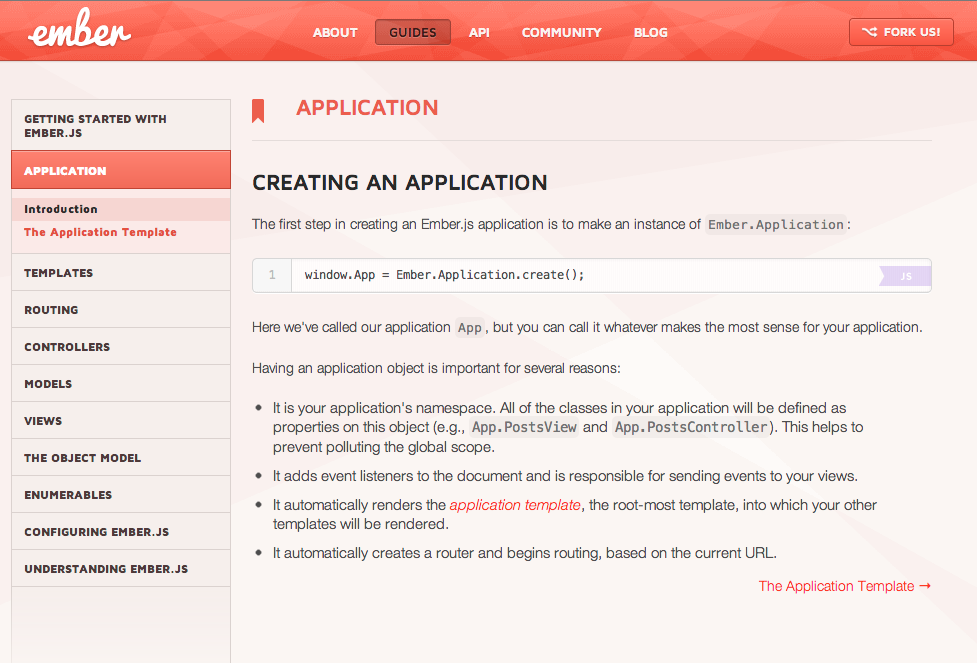 ember
ABOUT
GUIDES
API
COMMUNITY
BLOG
FORK US!
GETTING STARTED WITH
EMBER.JS
APPLICATION
Introduction
The Application Template
TEMPLATES
ROUTING
CONTROLLERS
MODELS
VIEWS
THE OBJECT MODEL
ENUMERABLES
CONFIGURING EMBER.JS
UNDERSTANDING EMBER.JS
APPLICATION
CREATING AN APPLICATION
The first step in creating an Ember.js application is to make an instance of Ember.Application:
1 window.App = Ember.Application.create(); JS
Here we've called our application App, but you can call it whatever makes the most sense for your application.
Having an application object is important for several reasons:
• It is your application's namespace. All of the classes in your application will be defined as
properties on this object (e.g., App.PostsView and App.PostsController). This helps to
prevent polluting the global scope.
• It adds event listeners to the document and is responsible for sending events to your views.
• It automatically renders the application template, the root-most template, into which your other
templates will be rendered.
• It automatically creates a router and begins routing, based on the current URL.
The Application Template →